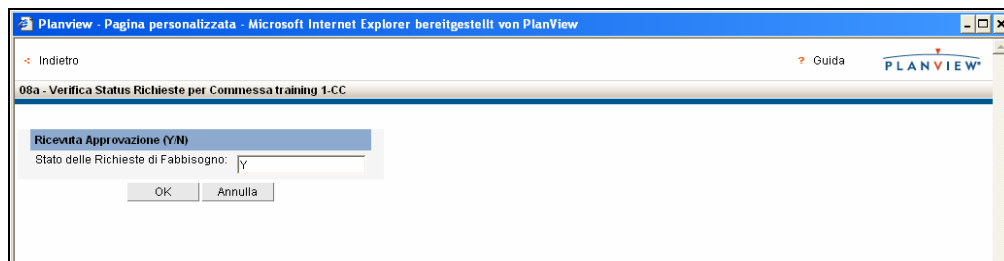 Planview - Pagina personalizzata - Microsoft Internet Explorer bereitgestellt von PlanView
< Indietro
? Guida
PLANVIEW®
08a - Verifica Status Richieste per Commessa training 1-CC
Ricevuta Approvazione (Y/N)
Stato delle Richieste di Fabbisogno: Y
OK Annulla